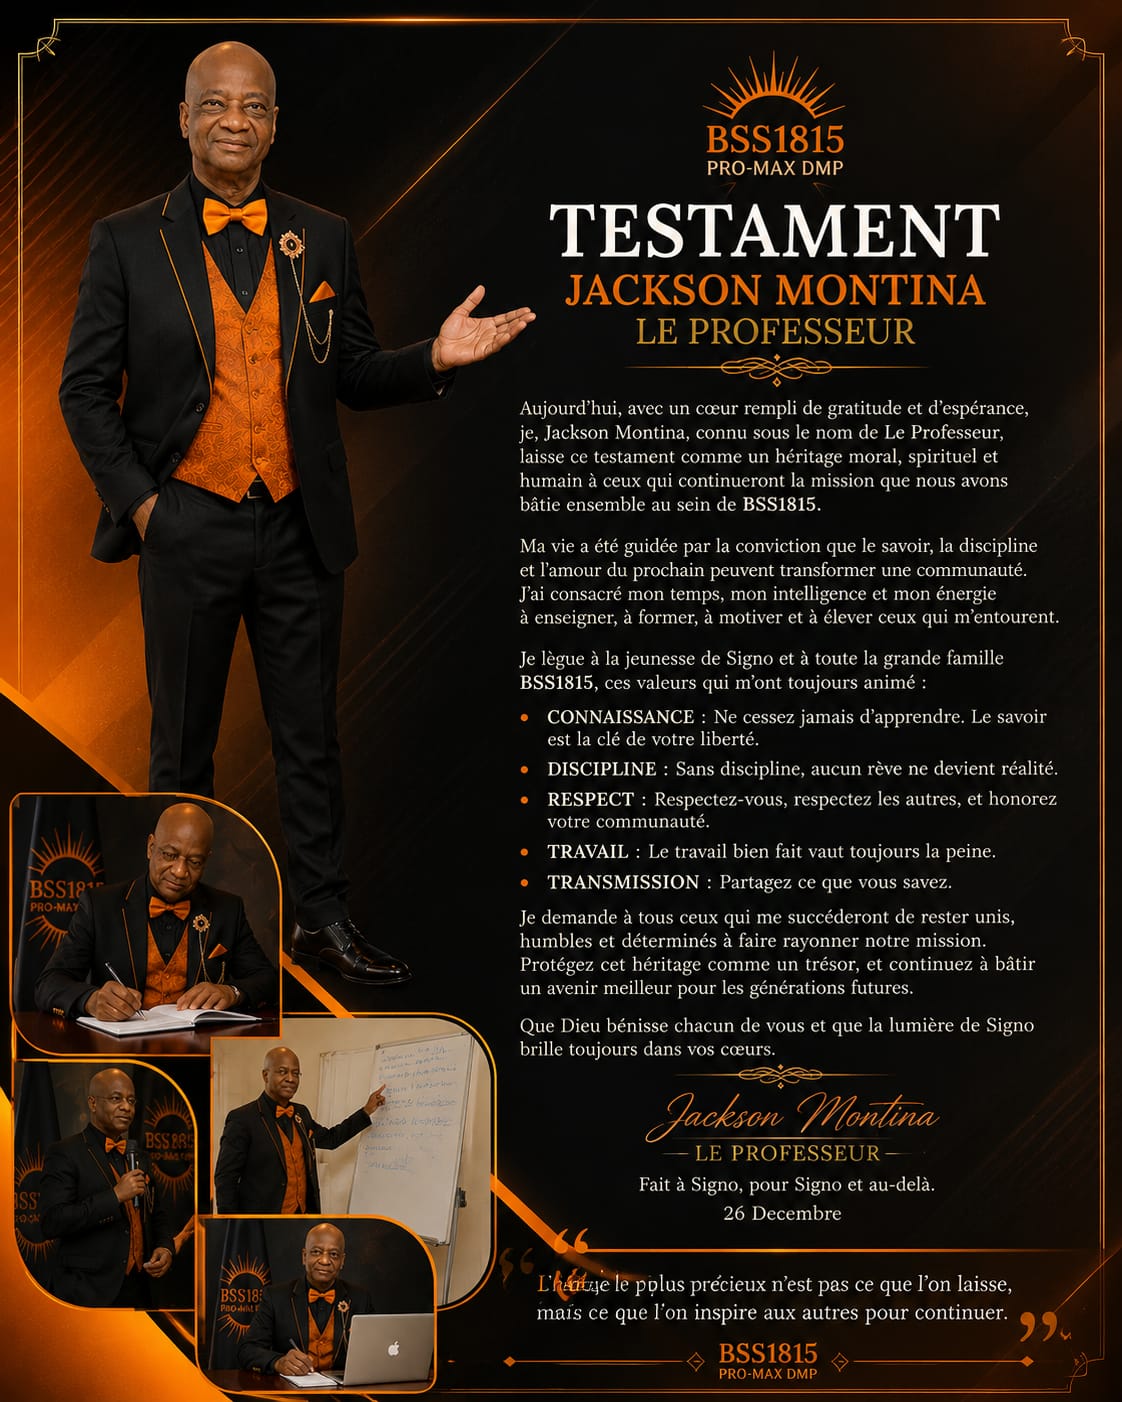 BSS1815
PRO-MAX DMP
TESTAMENT
JACKSON MONTINA
LE PROFESSEUR
Aujourd'hui, avec un cœur rempli de gratitude et d'espérance,
je, Jackson Montina, connu sous le nom de Le Professeur,
laisse ce testament comme un héritage moral, spirituel et
humain à ceux qui continueront la mission que nous avons
bâtie ensemble au sein de BSS1815.
Ma vie a été guidée par la conviction que le savoir, la discipline
et l'amour du prochain peuvent transformer une communauté.
J'ai consacré mon temps, mon intelligence et mon énergie
à enseigner, à former, à motiver et à élever ceux qui m'entourent.
Je lègue à la jeunesse de Signo et à toute la grande famille
BSS1815, ces valeurs qui m'ont toujours animé :
• CONNAISSANCE : Ne cessez jamais d'apprendre. Le savoir
est la clé de votre liberté.
• DISCIPLINE : Sans discipline, aucun rêve ne devient réalité.
• RESPECT : Respectez-vous, respectez les autres, et honorez
votre communauté.
• TRAVAIL : Le travail bien fait vaut toujours la peine.
• TRANSMISSION : Partagez ce que vous savez.
Je demande à tous ceux qui me succéderont de rester unis,
humbles et déterminés à faire rayonner notre mission.
Protégez cet héritage comme un trésor, et continuez à bâtir
un avenir meilleur pour les générations futures.
Que Dieu bénisse chacun de vous et que la lumière de Signo
brille toujours dans vos cœurs.
Jackson Montina
LE PROFESSEUR
Fait à Signo, pour Signo et au-delà.
26 Decembre
“ le pplus précieux n'est pas ce que l'on laisse,
mais ce que l'on inspire aux autres pour continuer. ”
BSS1815
PRO-MAX DMP
BSS181
PRO-MAX
BSS
BSS18
PRO-MAX